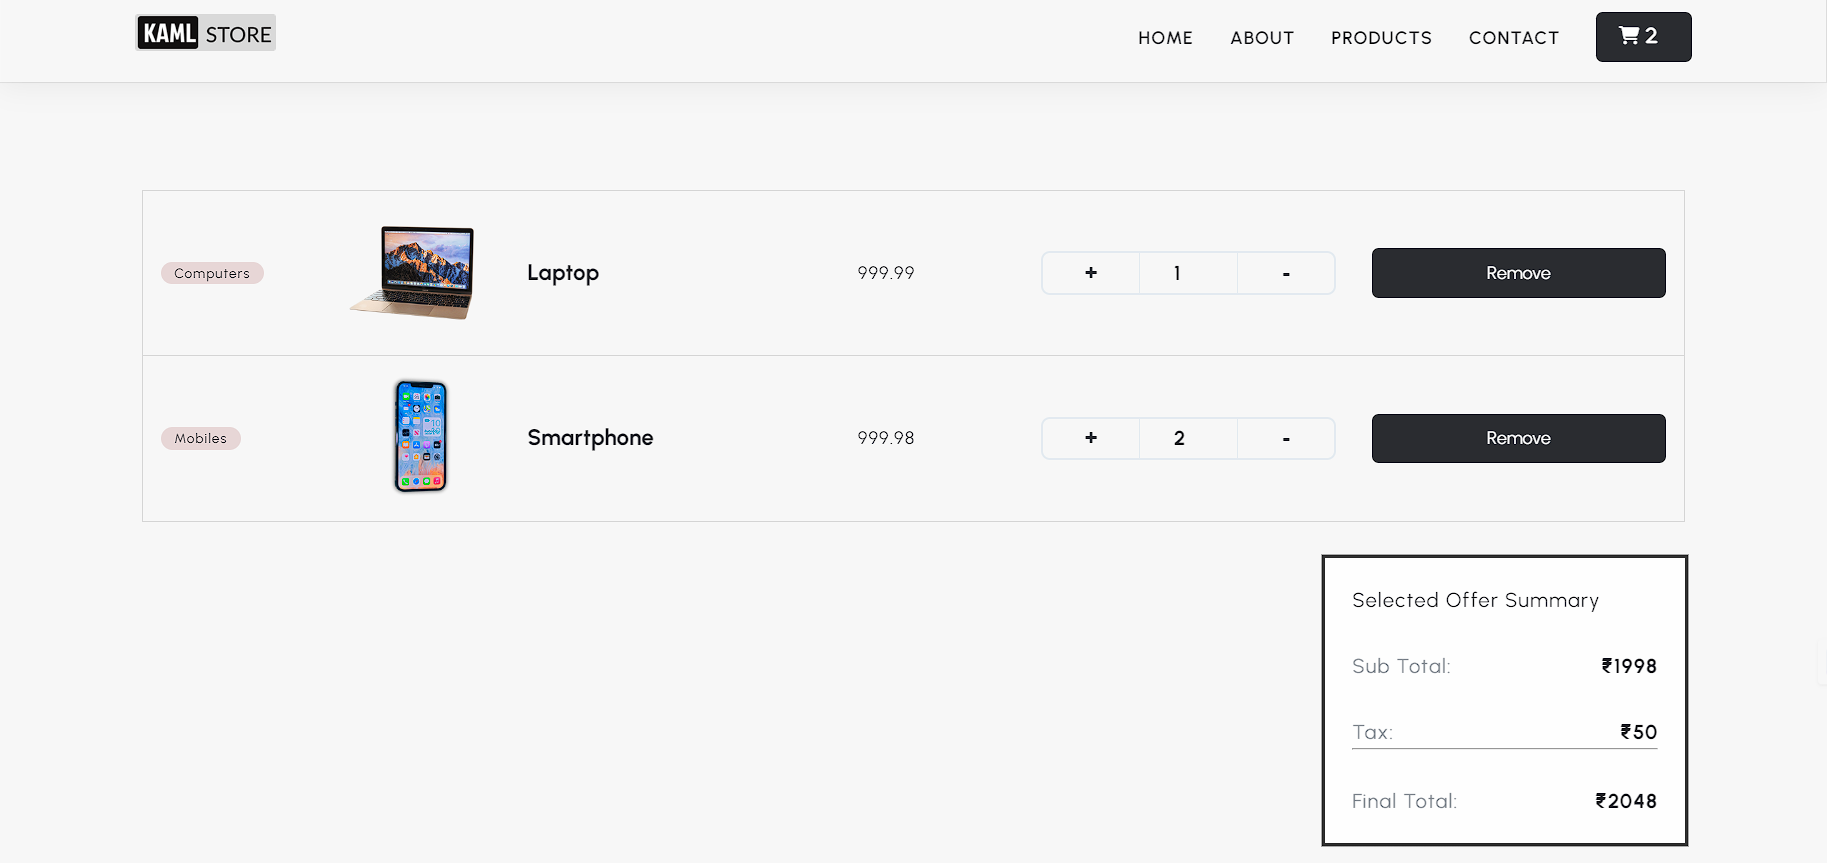 KAML STORE
HOME ABOUT PRODUCTS CONTACT 2
Computers Laptop 999.99 + 1 - Remove
Mobiles Smartphone 999.98 + 2 - Remove
Selected Offer Summary
Sub Total: ₹1998
Tax: ₹50
Final Total: ₹2048